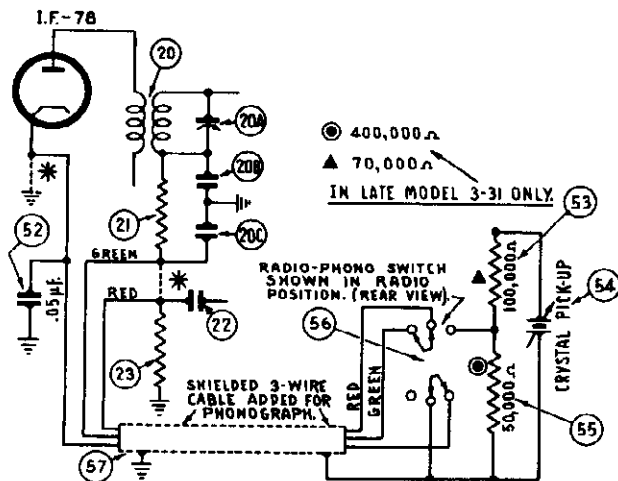 I.F.-78
20
20A
⦿ 400,000Ω
▲ 70,000Ω
IN LATE MODEL 3-31 ONLY.
20B
53
*
52
21
20C
GREEN
.05µF.
RED
*
22
RADIO-PHONO SWITCH
SHOWN IN RADIO
POSITION. (REAR VIEW)
▲
100,000Ω
CRYSTAL PICK-UP
54
56
23
RED
GREEN
⦿
50,000Ω
55
SHIELDED 3-WIRE
CABLE ADDED FOR
PHONOGRAPH.
57